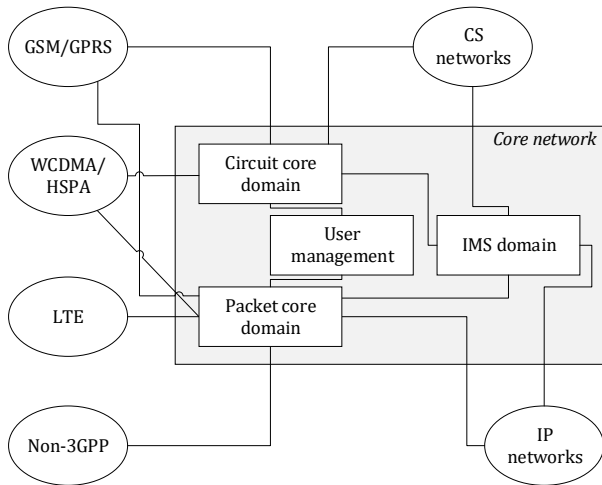 GSM/GPRS
CS
networks
Core network
WCDMA/
HSPA
Circuit core
domain
User
management
IMS domain
LTE
Packet core
domain
Non-3GPP
IP
networks